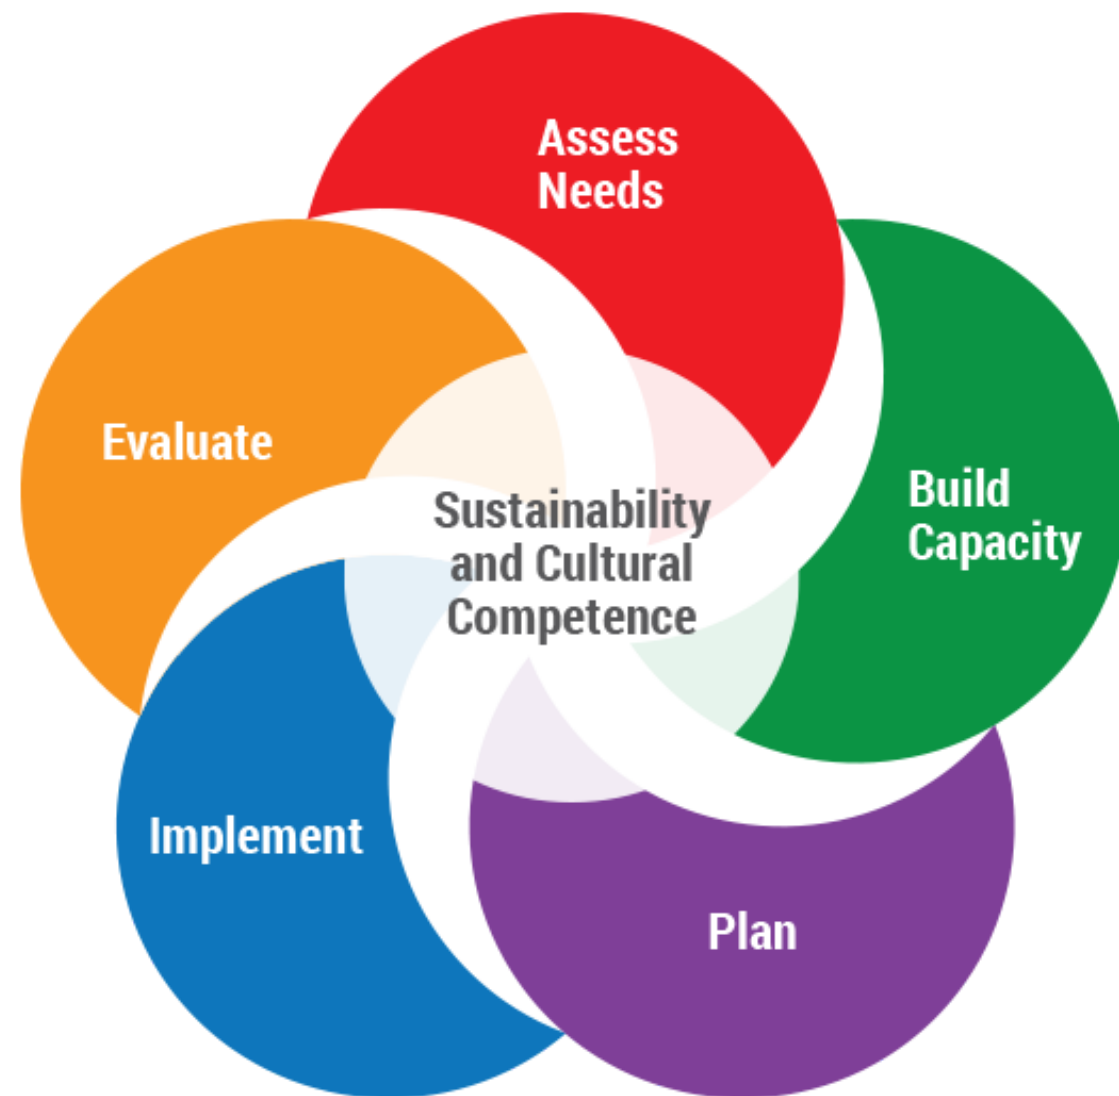 Assess
Needs
Build
Capacity
Plan
Implement
Evaluate
Sustainability
and Cultural
Competence